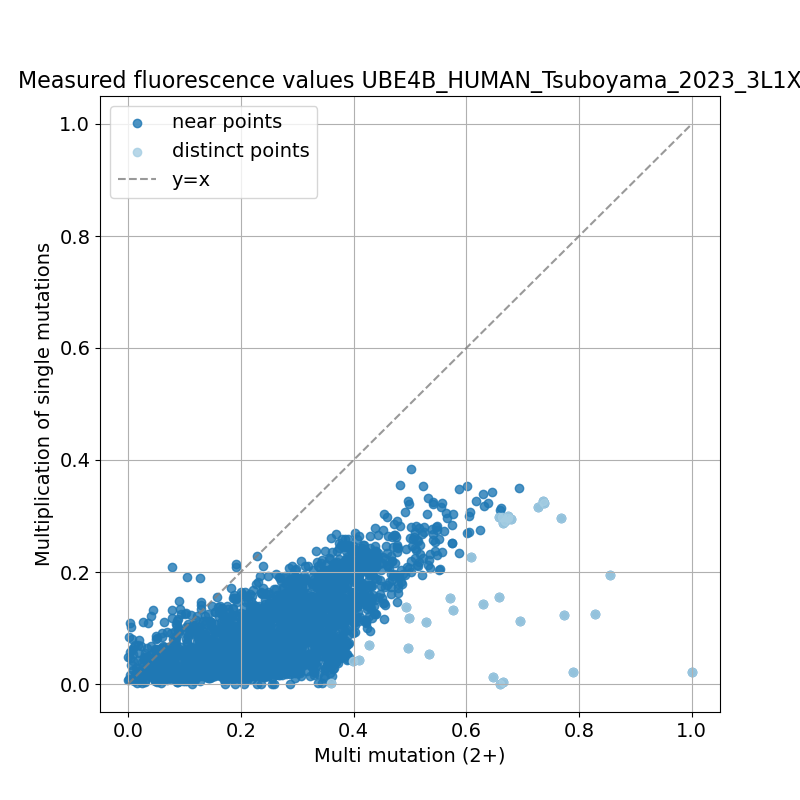 Measured fluorescence values UBE4B_HUMAN_Tsuboyama_2023_3L1X
near points
distinct points
y=x
Multiplication of single mutations
1.0
0.8
0.6
0.4
0.2
0.0
0.0 0.2 0.4 0.6 0.8 1.0
Multi mutation (2+)